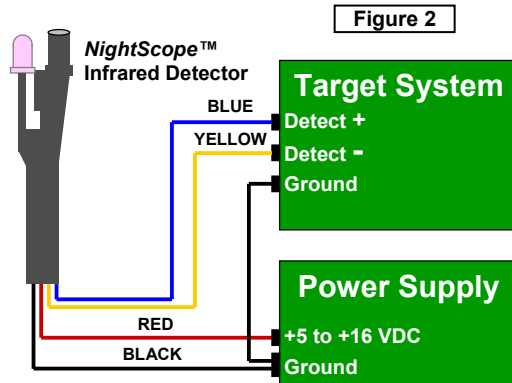 Figure 2
NightScope™
Infrared Detector
BLUE
YELLOW
RED
BLACK
Target System
Detect +
Detect -
Ground
Power Supply
+5 to +16 VDC
Ground